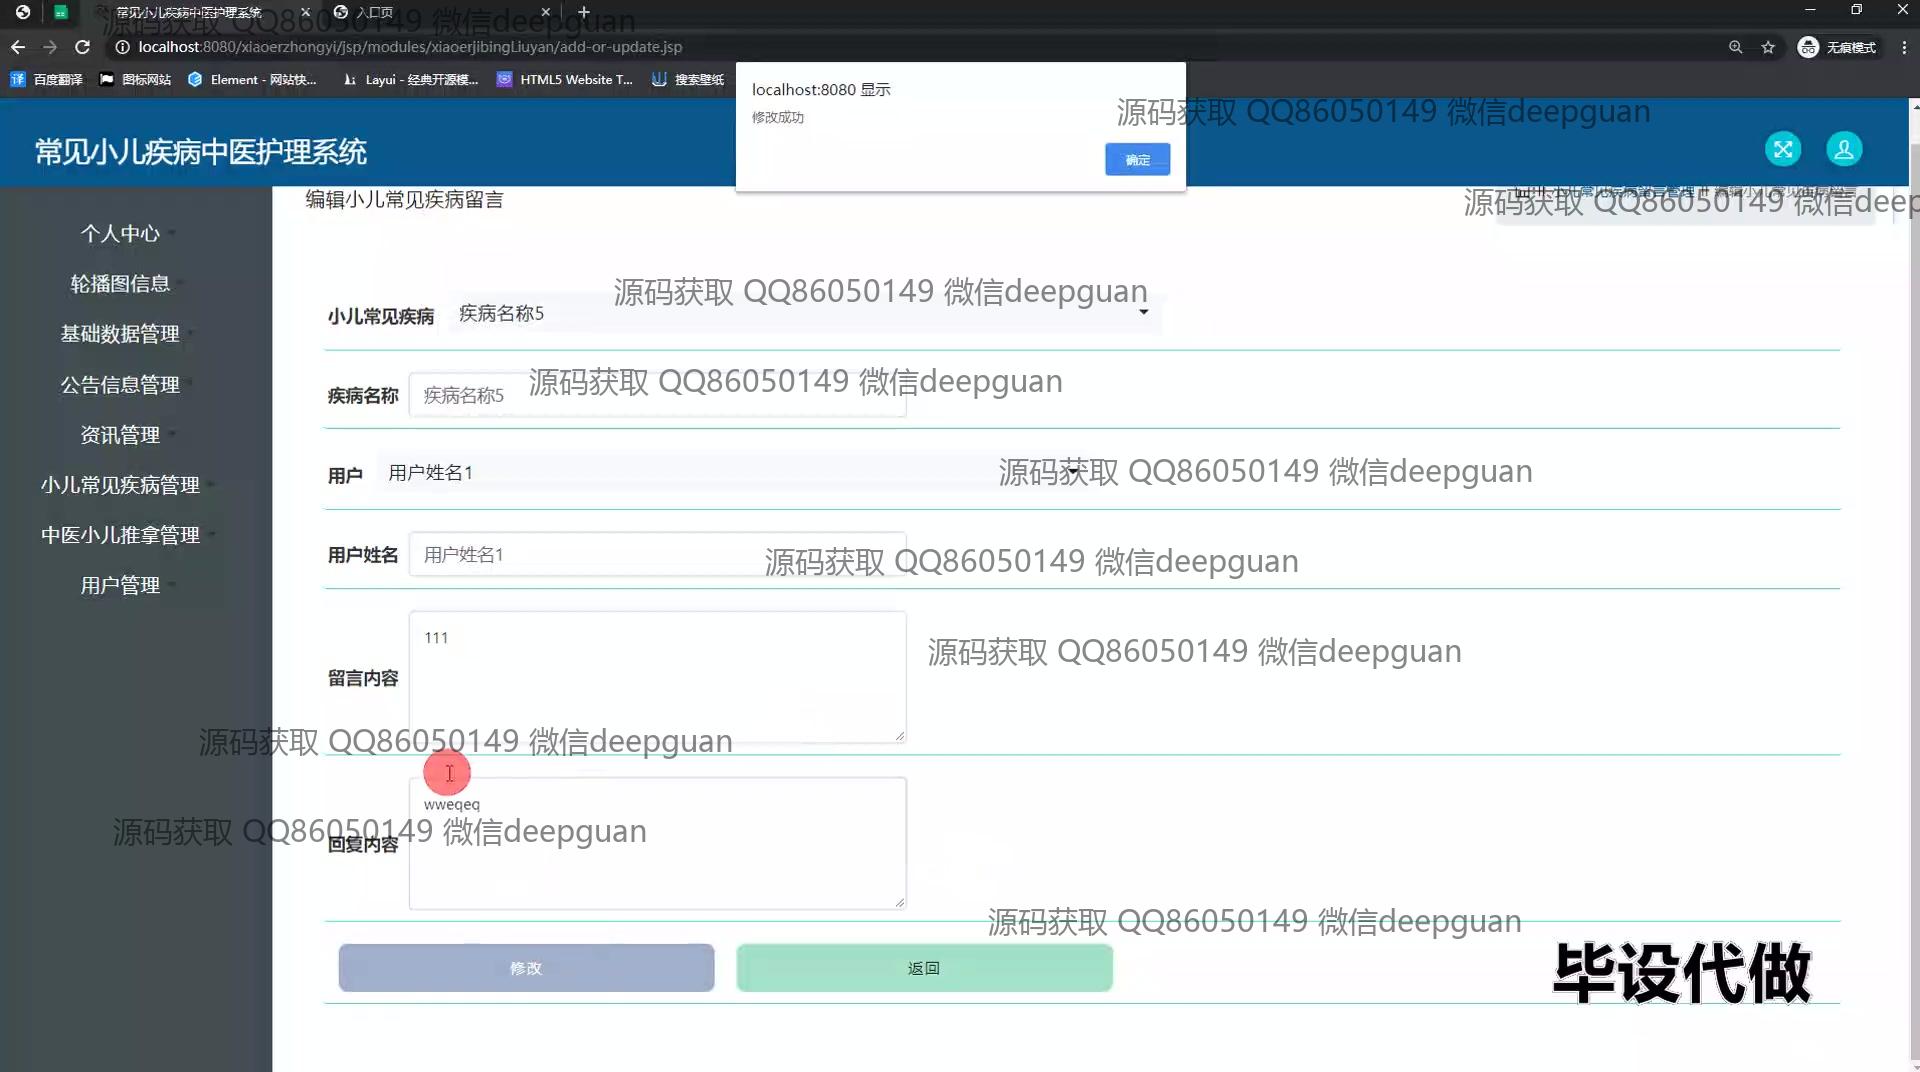 常见小儿疾病中医护理系统
入口页
源码获取 QQ86050149 微信deepguan
localhost:8080/xiaoerzhongyi/jsp/modules/xiaoerjibingLiuyan/add-or-update.jsp
无痕模式
百度翻译
图标网站
Element - 网站快...
Layui - 经典开源模...
HTML5 Website T...
搜索壁纸
localhost:8080 显示
修改成功
确定
源码获取 QQ86050149 微信deepguan
常见小儿疾病中医护理系统
编辑小儿常见疾病留言
小儿常见疾病留言管理
源码获取 QQ86050149 微信deep
个人中心
轮播图信息
基础数据管理
公告信息管理
资讯管理
小儿常见疾病管理
中医小儿推拿管理
用户管理
源码获取 QQ86050149 微信deepguan
小儿常见疾病
疾病名称5
源码获取 QQ86050149 微信deepguan
疾病名称
疾病名称5
用户
用户姓名1
源码获取 QQ86050149 微信deepguan
用户姓名
用户姓名1
源码获取 QQ86050149 微信deepguan
111
留言内容
源码获取 QQ86050149 微信deepguan
源码获取 QQ86050149 微信deepguan
wweqeq
源码获取 QQ86050149 微信deepguan
回复内容
源码获取 QQ86050149 微信deepguan
修改
返回
毕设代做